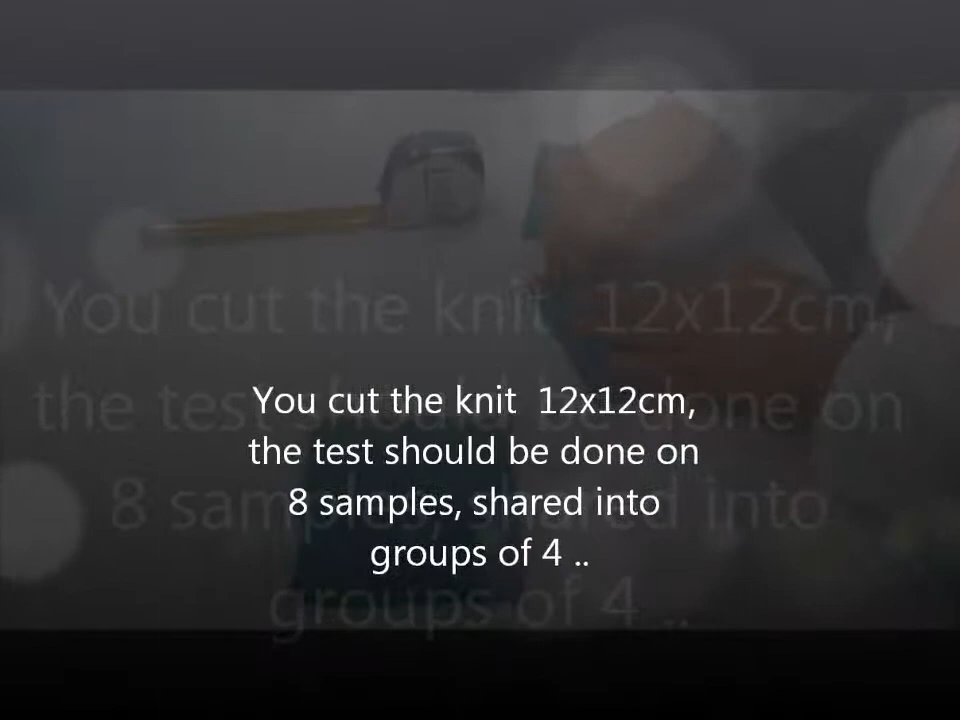 You cut the knit  12x12cm,
the test should be done on
8 samples, shared into
groups of 4 ..